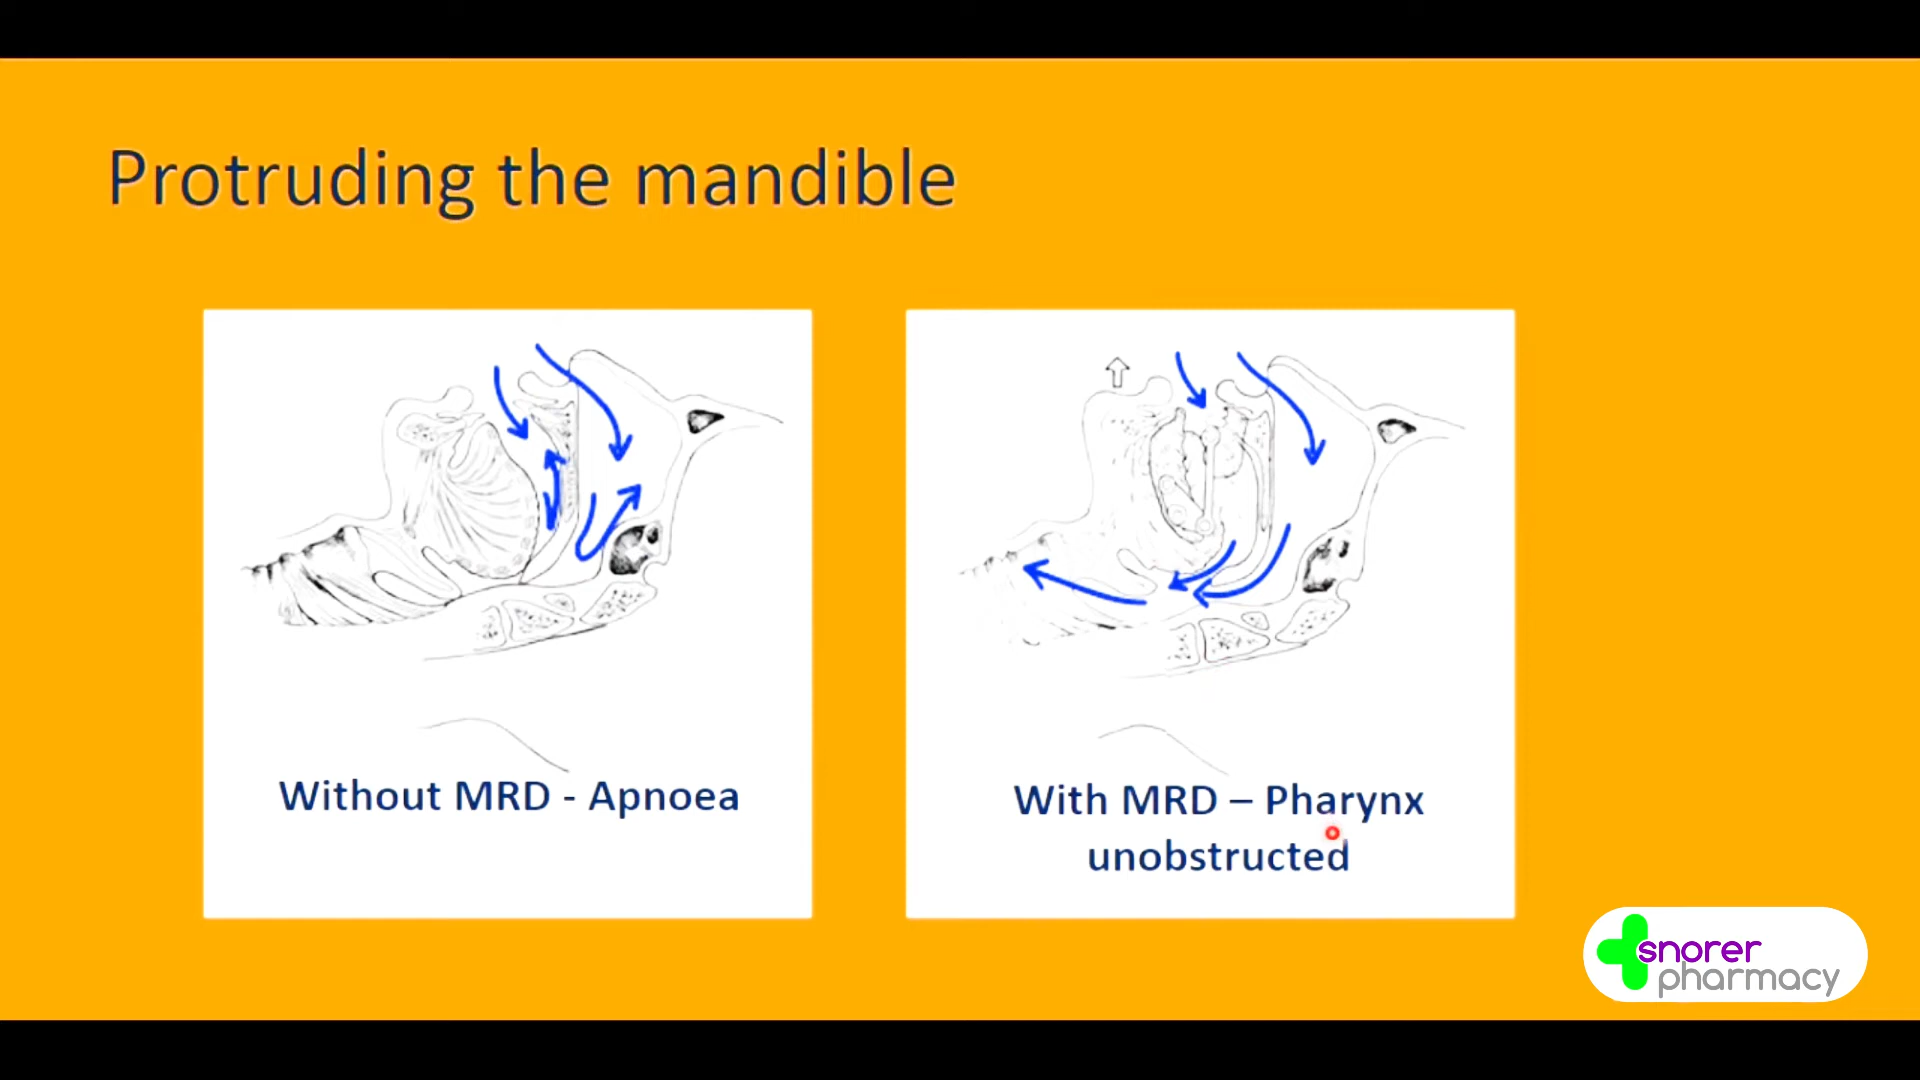 Protruding the mandible
Without MRD - Apnoea
With MRD – Pharynx
unobstructed
snorer
pharmacy